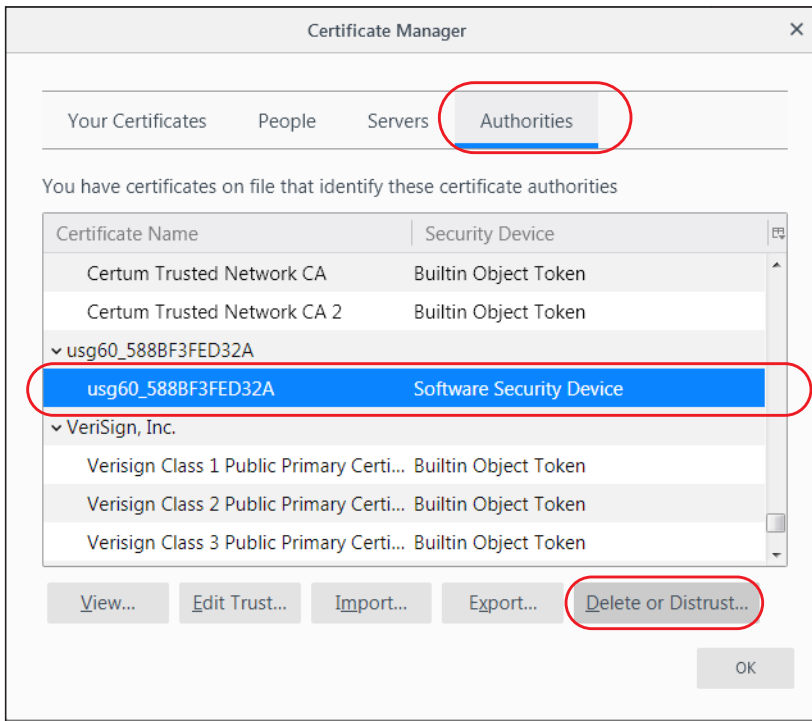 Certificate Manager
Your Certificates People Servers Authorities
You have certificates on file that identify these certificate authorities
Certificate Name Security Device
Certum Trusted Network CA Builtin Object Token
Certum Trusted Network CA 2 Builtin Object Token
usg60_588BF3FED32A
usg60_588BF3FED32A Software Security Device
VeriSign, Inc.
Verisign Class 1 Public Primary Certi... Builtin Object Token
Verisign Class 2 Public Primary Certi... Builtin Object Token
Verisign Class 3 Public Primary Certi... Builtin Object Token
View... Edit Trust... Import... Export... Delete or Distrust...
OK